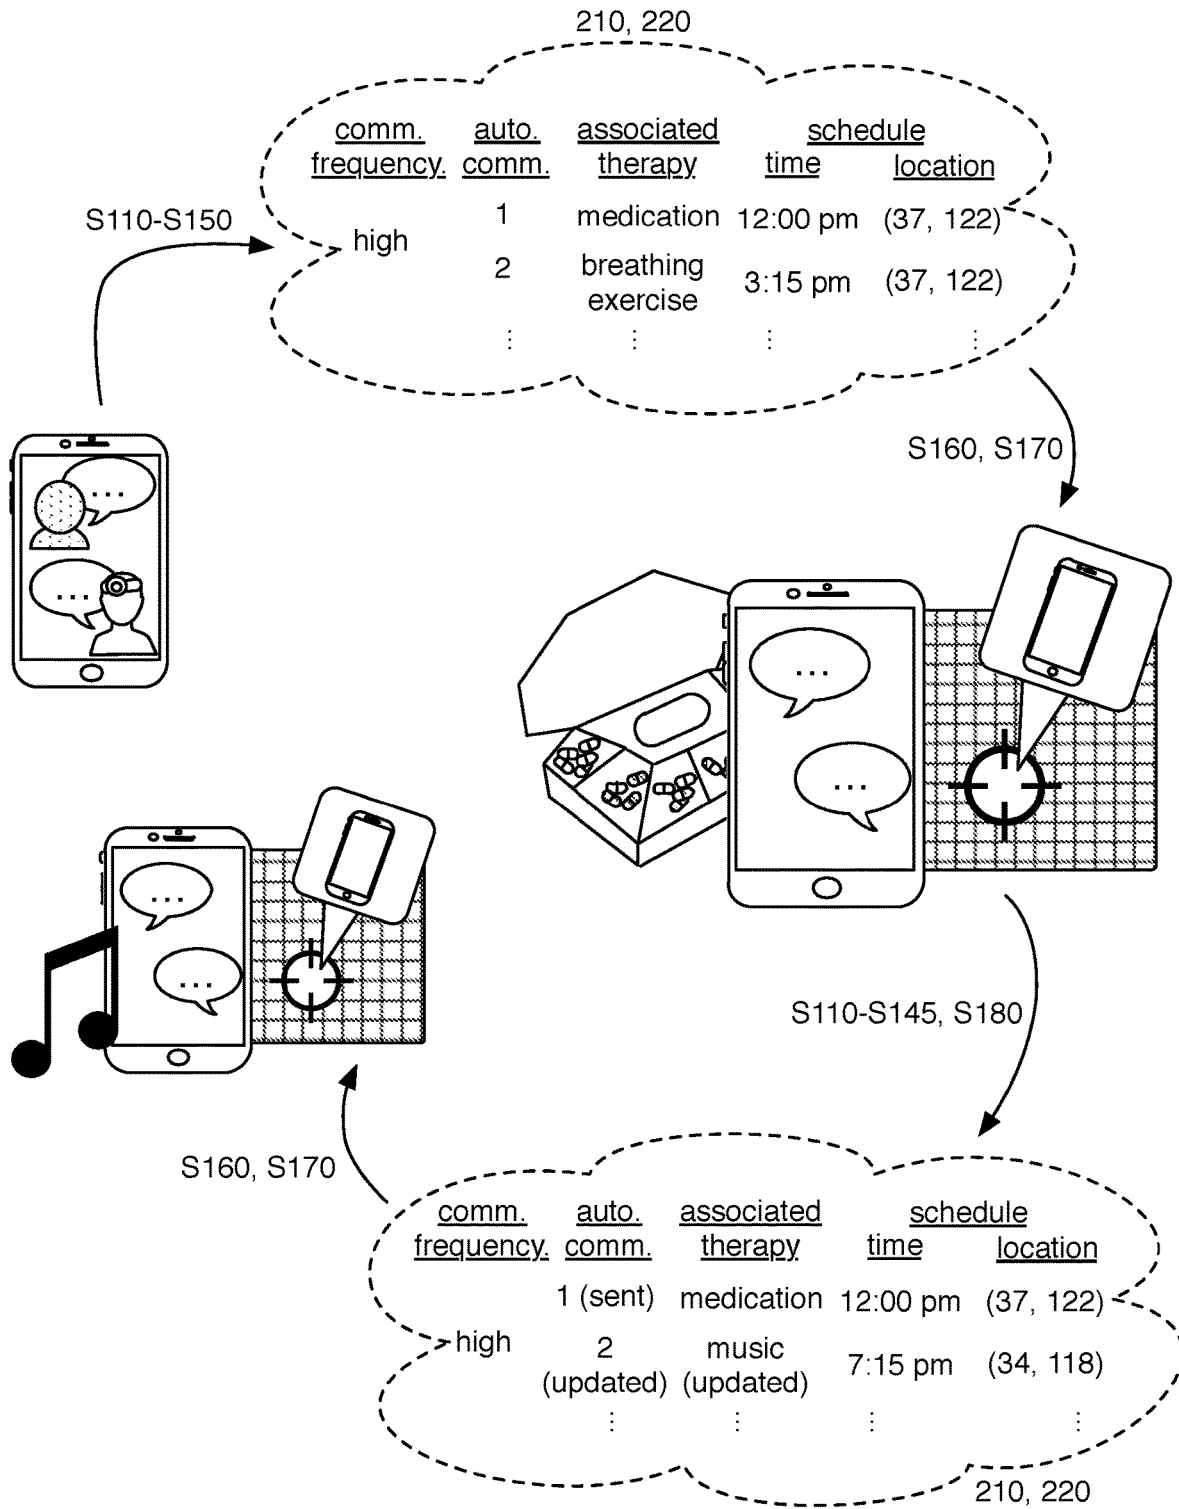 210, 220
comm. auto. associated schedule
frequency. comm. therapy time location
1 medication 12:00 pm (37, 122)
high
2 breathing exercise 3:15 pm (37, 122)
⋮ ⋮ ⋮ ⋮
S110-S150
S160, S170
...
...
...
...
S110-S145, S180
...
...
S160, S170
comm. auto. associated schedule
frequency. comm. therapy time location
1 (sent) medication 12:00 pm (37, 122)
high
2 music 7:15 pm (34, 118)
(updated) (updated)
⋮ ⋮ ⋮ ⋮
210, 220